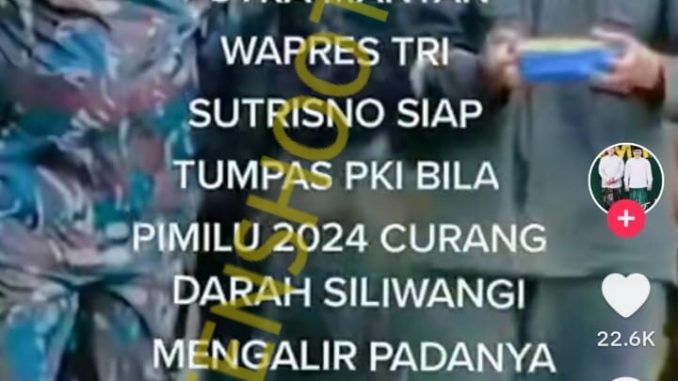 WAPRES TRI
SUTRISNO SIAP
TUMPAS PKI BILA
PIMILU 2024 CURANG
DARAH SILIWANGI
MENGALIR PADANYA
22.6K